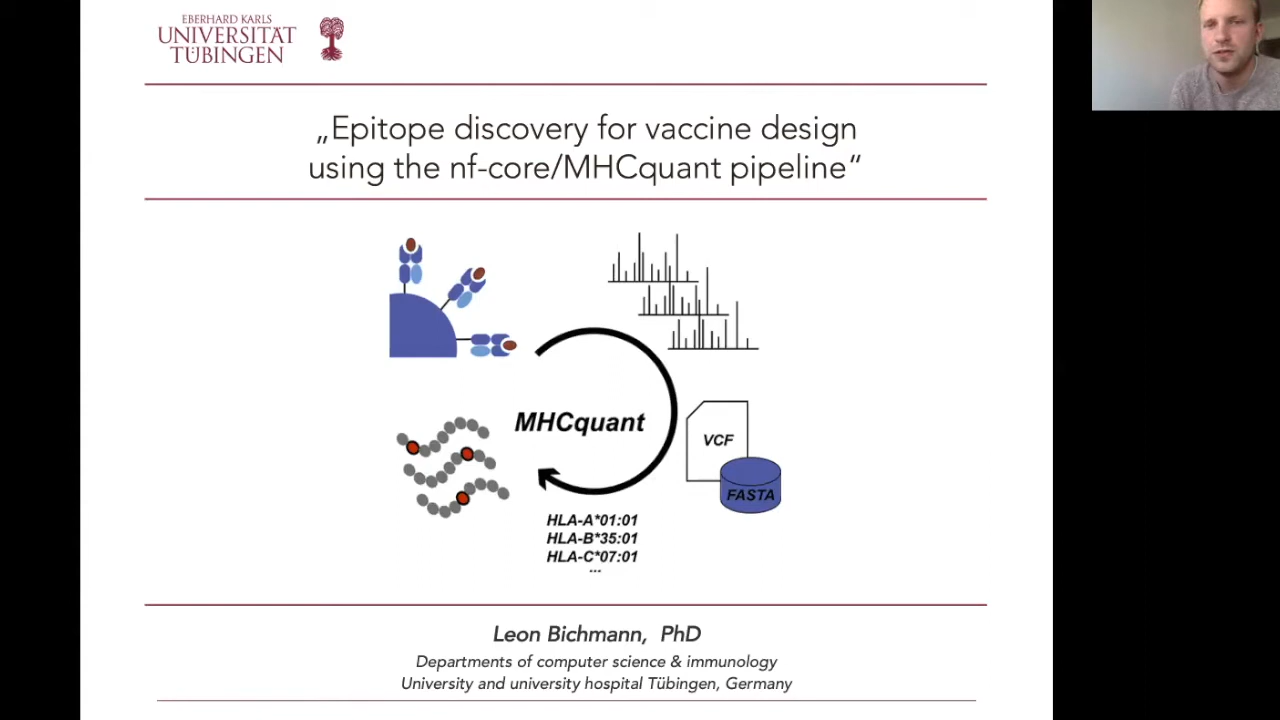 EBERHARD KARLS
UNIVERSITÄT
TÜBINGEN
„Epitope discovery for vaccine design
using the nf-core/MHCquant pipeline“
MHCquant
VCF
FASTA
HLA-A*01:01
HLA-B*35:01
HLA-C*07:01
...
Leon Bichmann, PhD
Departments of computer science & immunology
University and university hospital Tübingen, Germany